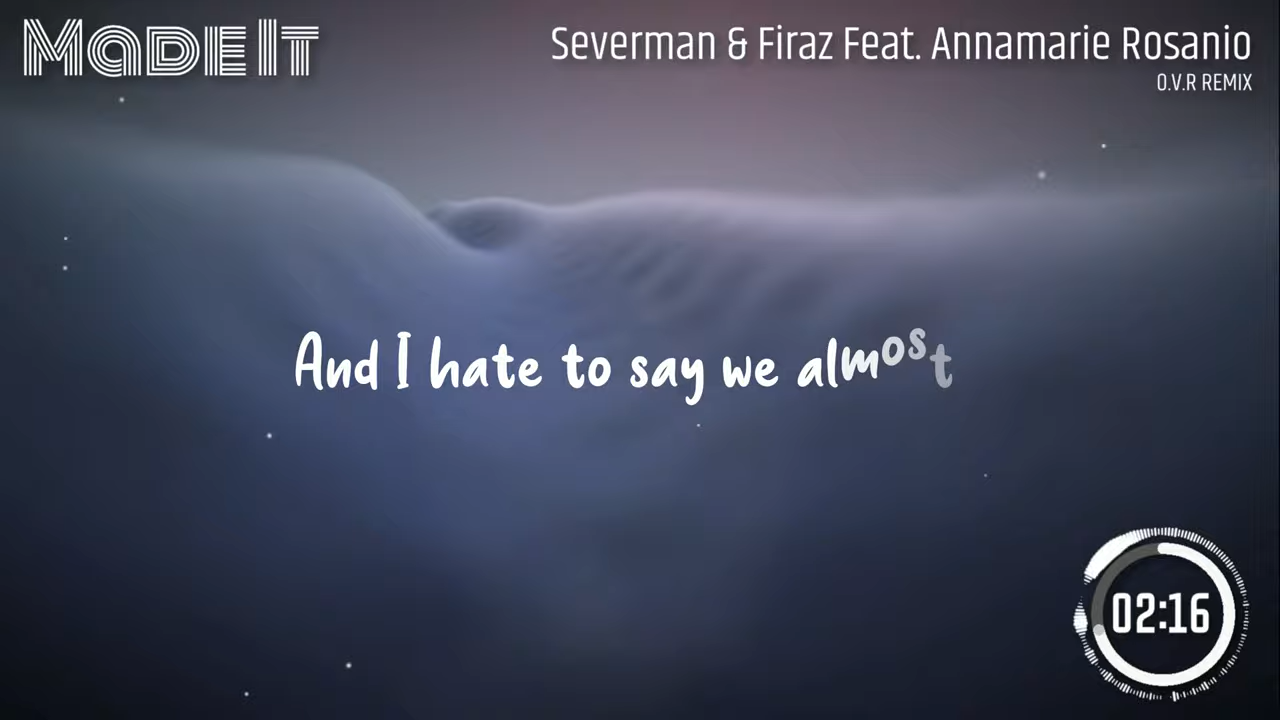 Made It
Severman & Firaz Feat. Annamarie Rosanio
O.V.R REMIX
And I hate to say we almost
02:16